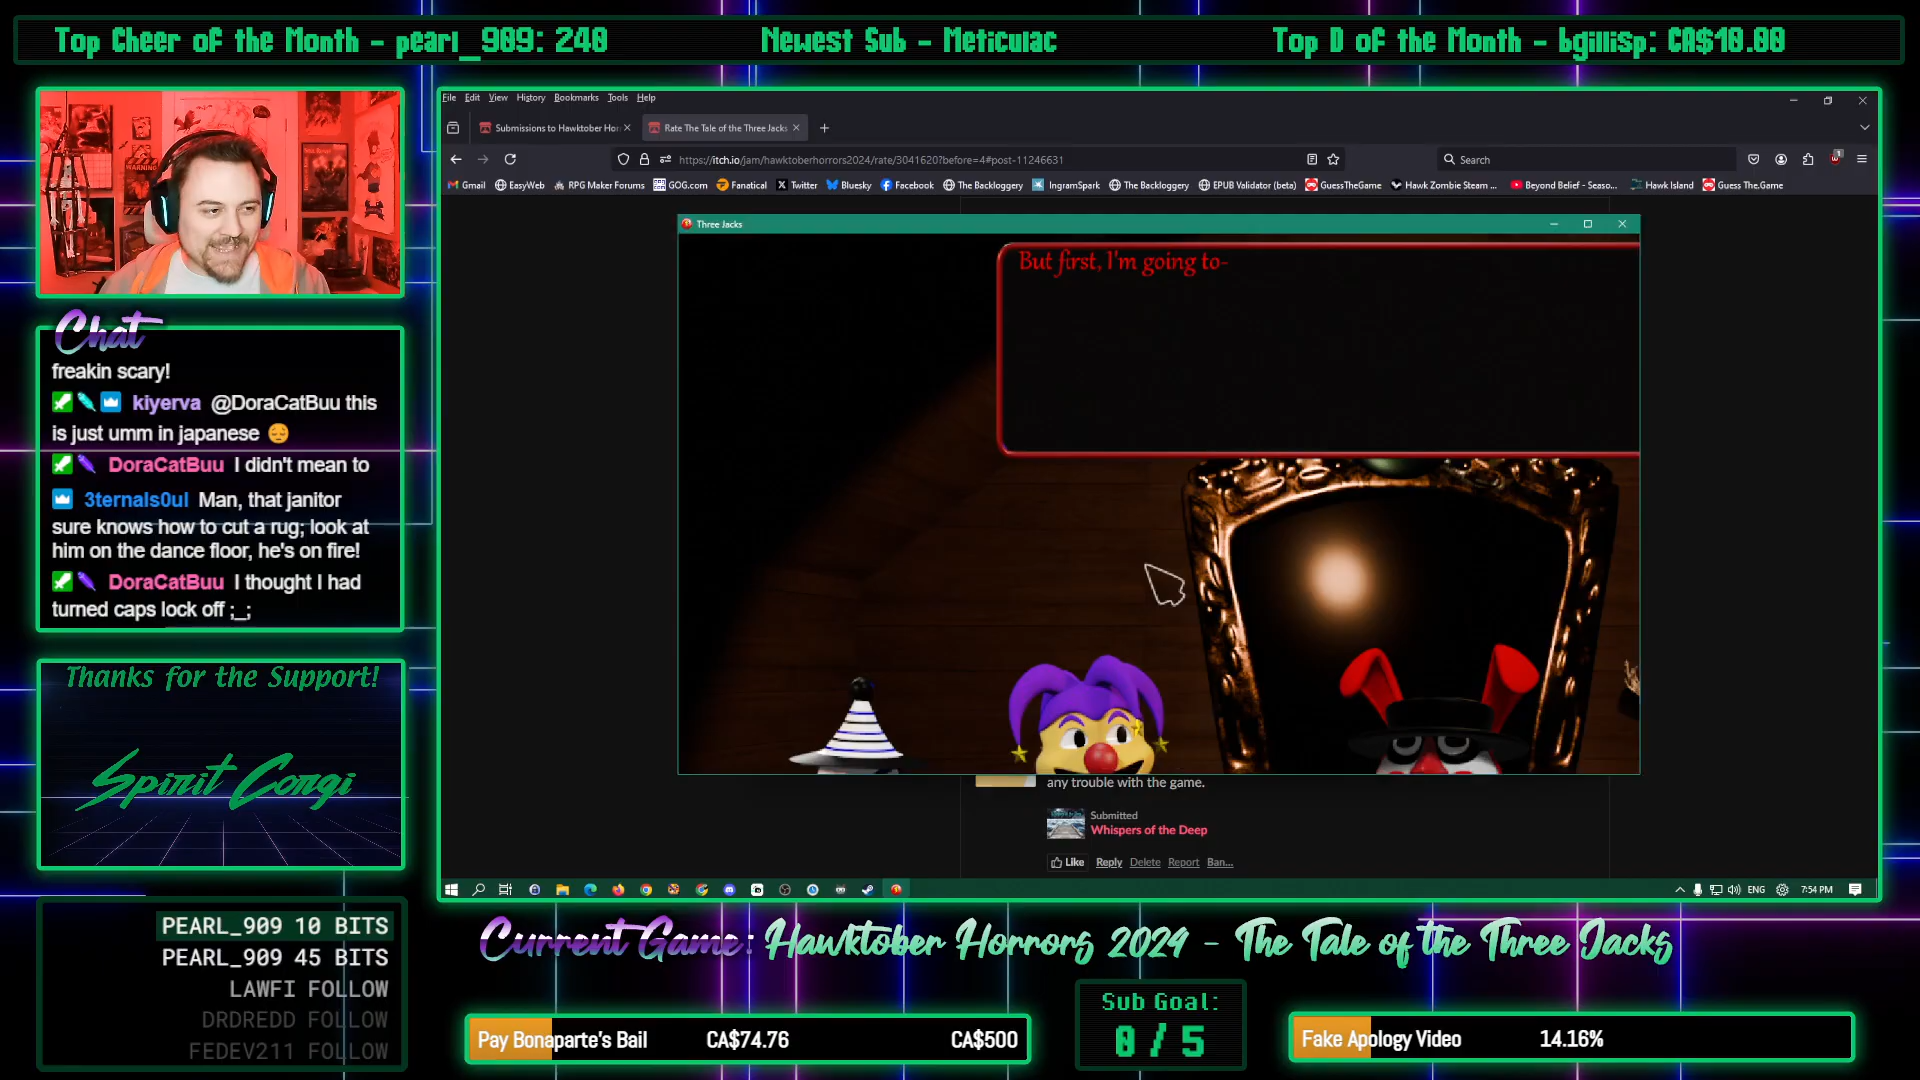 Top Cheer of the Month - pearl_909: 240
Newest Sub - Meticulac
Top D of the Month - bgillisp: CA$10.00
File Edit View History Bookmarks Tools Help
Submissions to Hawktober Hor
Rate The Tale of the Three Jacks
https://itch.io/jam/hawktoberhorrors2024/rate/3041620?before=4#post-11246631
Search
Gmail EasyWeb RPG Maker Forums GOG.com Fanatical Twitter Bluesky Facebook The Backloggery IngramSpark The Backloggery EPUB Validator (beta) GuessTheGame Hawk Zombie Steam ... Beyond Belief - Seaso... Hawk Island Guess The.Game
Three Jacks
But first, I'm going to-
Chat
freakin scary!
kiyerva @DoraCatBuu this
is just umm in japanese 😔
DoraCatBuu I didn't mean to
3ternals0ul Man, that janitor
sure knows how to cut a rug; look at
him on the dance floor, he's on fire!
DoraCatBuu I thought I had
turned caps lock off ;_;
Thanks for the Support!
Spirit Corgi
any trouble with the game.
Submitted
Whispers of the Deep
Like Reply Delete Report Ban...
ENG 7:54 PM
PEARL_909 10 BITS
PEARL_909 45 BITS
LAWFI FOLLOW
DRDREDD FOLLOW
FEDEV211 FOLLOW
Current Game: Hawktober Horrors 2024 - The Tale of the Three Jacks
Pay Bonaparte's Bail CA$74.76 CA$500
Sub Goal:
0 / 5
Fake Apology Video 14.16%